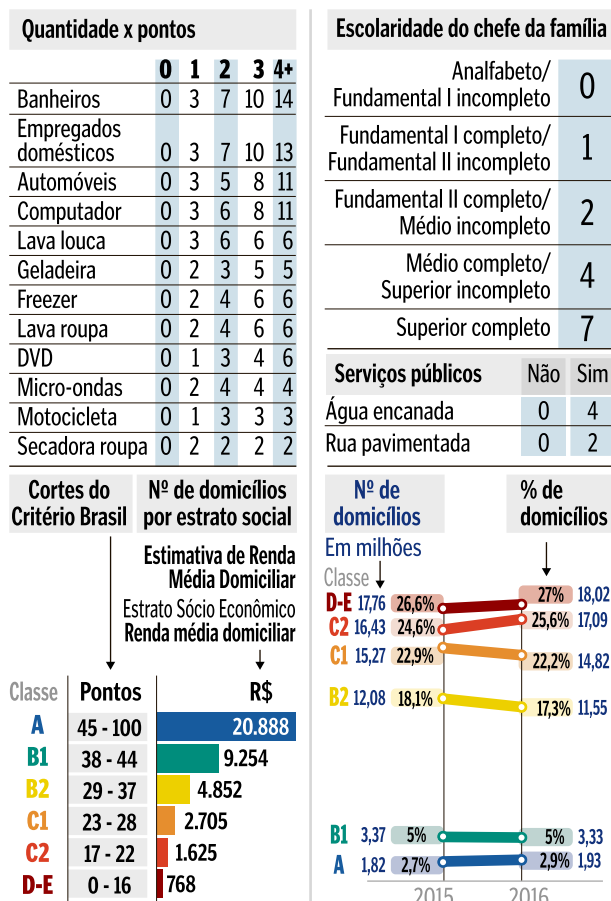 Quantidade x pontos
0 1 2 3 4+
Banheiros 0 3 7 10 14
Empregados
domésticos 0 3 7 10 13
Automóveis 0 3 5 8 11
Computador 0 3 6 8 11
Lava louca 0 3 6 6 6
Geladeira 0 2 3 5 5
Freezer 0 2 4 6 6
Lava roupa 0 2 4 6 6
DVD 0 1 3 4 6
Micro-ondas 0 2 4 4 4
Motocicleta 0 1 3 3 3
Secadora roupa 0 2 2 2 2
Escolaridade do chefe da família
Analfabeto/
Fundamental I incompleto 0
Fundamental I completo/
Fundamental II incompleto 1
Fundamental II completo/
Médio incompleto 2
Médio completo/
Superior incompleto 4
Superior completo 7
Serviços públicos Não Sim
Água encanada 0 4
Rua pavimentada 0 2
Cortes do
Critério Brasil
Nº de domicílios
por estrato social
Estimativa de Renda
Média Domiciliar
Estrato Sócio Econômico
Renda média domiciliar
Classe Pontos R$
A 45 - 100 20.888
B1 38 - 44 9.254
B2 29 - 37 4.852
C1 23 - 28 2.705
C2 17 - 22 1.625
D-E 0 - 16 768
Nº de
domicílios
Em milhões
% de
domicílios
Classe
D-E 17,76 26,6% 27% 18,02
C2 16,43 24,6% 25,6% 17,09
C1 15,27 22,9% 22,2% 14,82
B2 12,08 18,1% 17,3% 11,55
B1 3,37 5% 5% 3,33
A 1,82 2,7% 2,9% 1,93
2015 2016